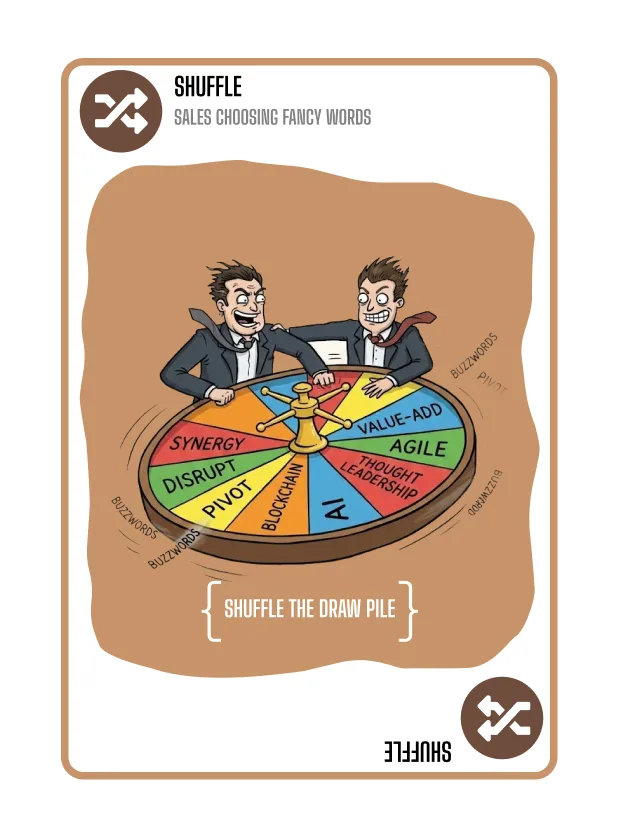 SHUFFLE
SALES CHOOSING FANCY WORDS
BUZZWORDS
PIVOT
VALUE-ADD
AGILE
THOUGHT
LEADERSHIP
AI
BLOCKCHAIN
PIVOT
DISRUPT
SYNERGY
BUZZWORDS
BUZZWORDS
{ SHUFFLE THE DRAW PILE }
SHUFFLE